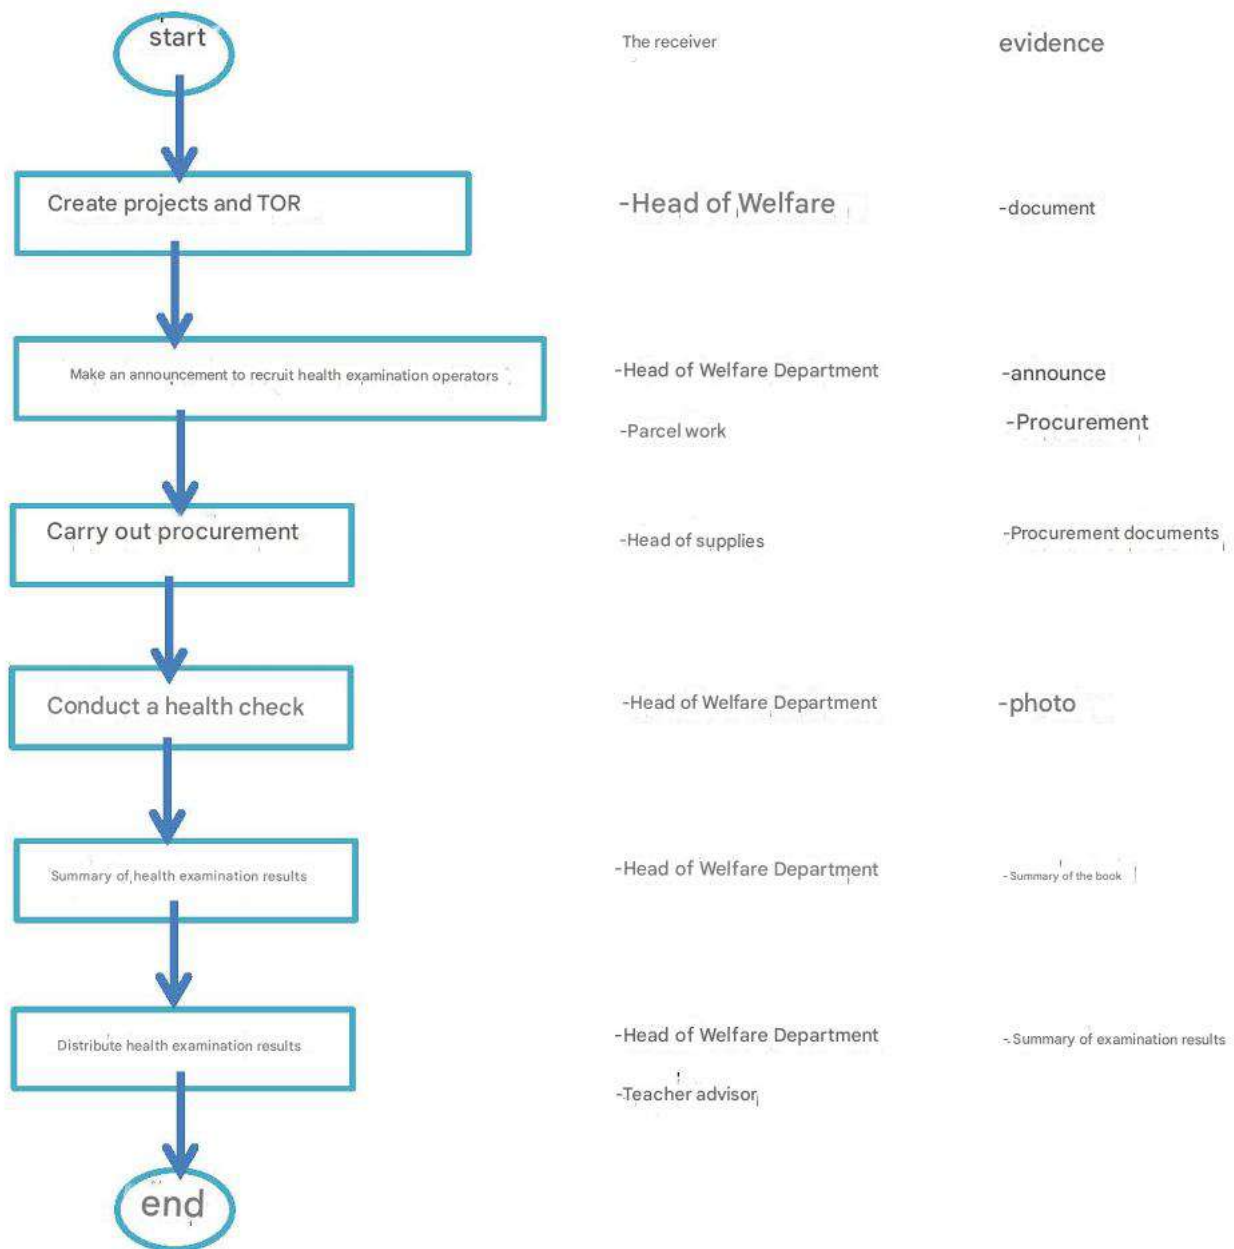 start
The receiver
evidence
Create projects and TOR
-Head of Welfare
-document
Make an announcement to recruit health examination operators
-Head of Welfare Department
-announce
-Parcel work
-Procurement
Carry out procurement
-Head of supplies
-Procurement documents
Conduct a health check
-Head of Welfare Department
-photo
Summary of health examination results
-Head of Welfare Department
- Summary of the book
Distribute health examination results
-Head of Welfare Department
- Summary of examination results
-Teacher advisor
end